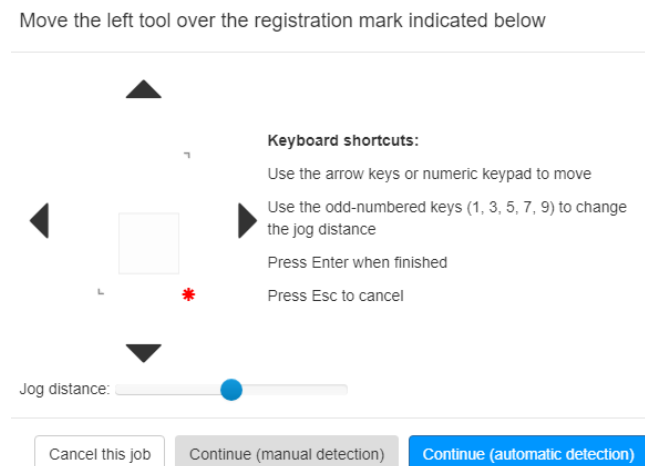 Move the left tool over the registration mark indicated below
Keyboard shortcuts:
Use the arrow keys or numeric keypad to move
Use the odd-numbered keys (1, 3, 5, 7, 9) to change
the jog distance
Press Enter when finished
Press Esc to cancel
Jog distance:
Cancel this job
Continue (manual detection)
Continue (automatic detection)